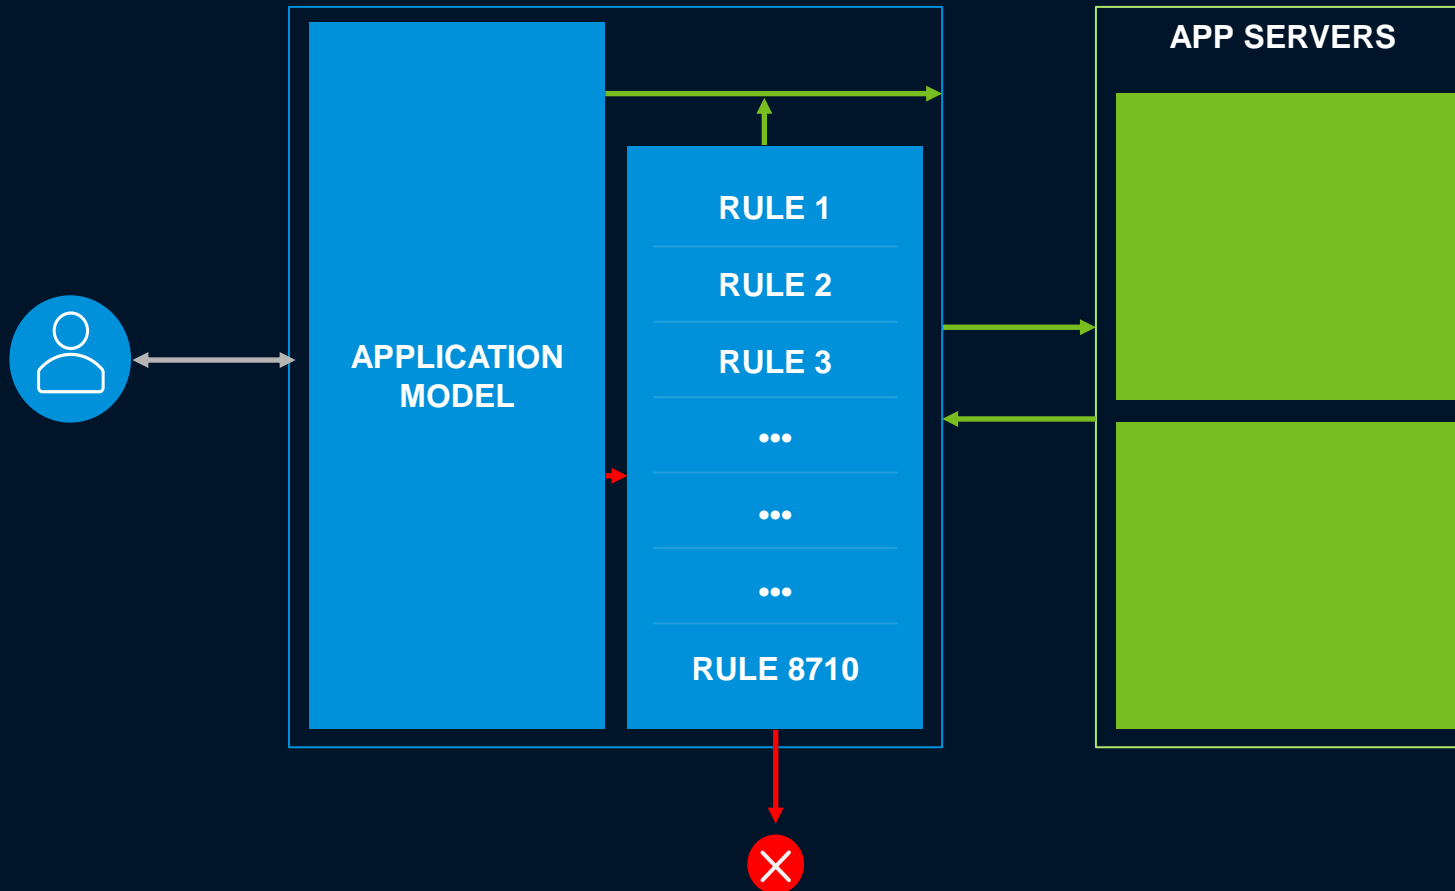 APP SERVERS
RULE 1
RULE 2
RULE 3
APPLICATION
MODEL
•••
•••
•••
RULE 8710